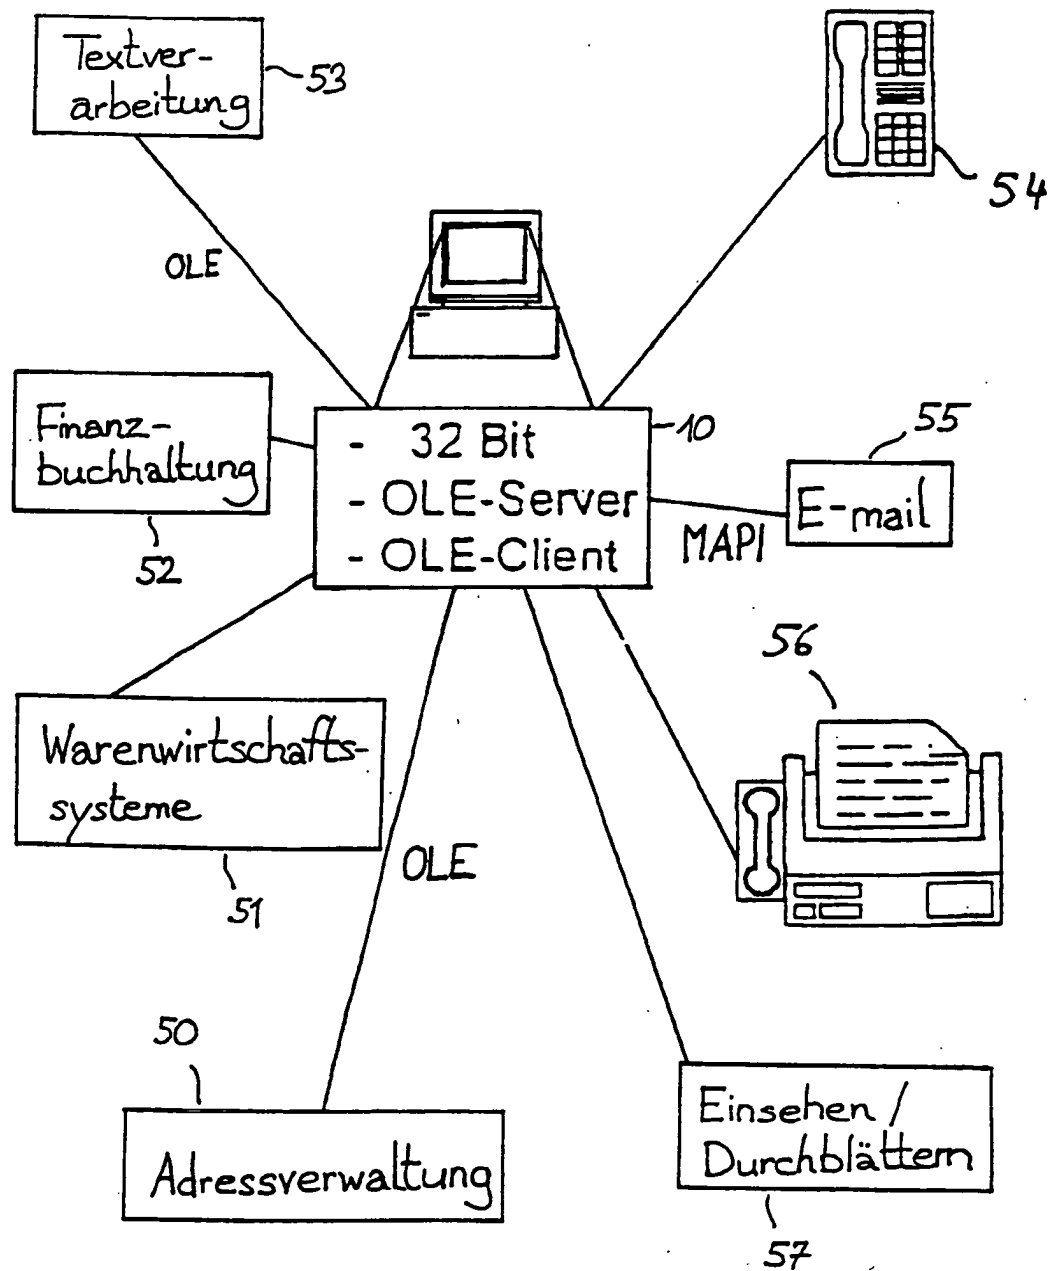 Textver-
arbeitung
53
54
OLE
Finanz-
buchhaltung
52
- 32 Bit
- OLE-Server
- OLE-Client
10
55
E-mail
MAPI
56
Warenwirtschafts-
systeme
51
OLE
50
Adressverwaltung
Einsehen /
Durchblättern
57